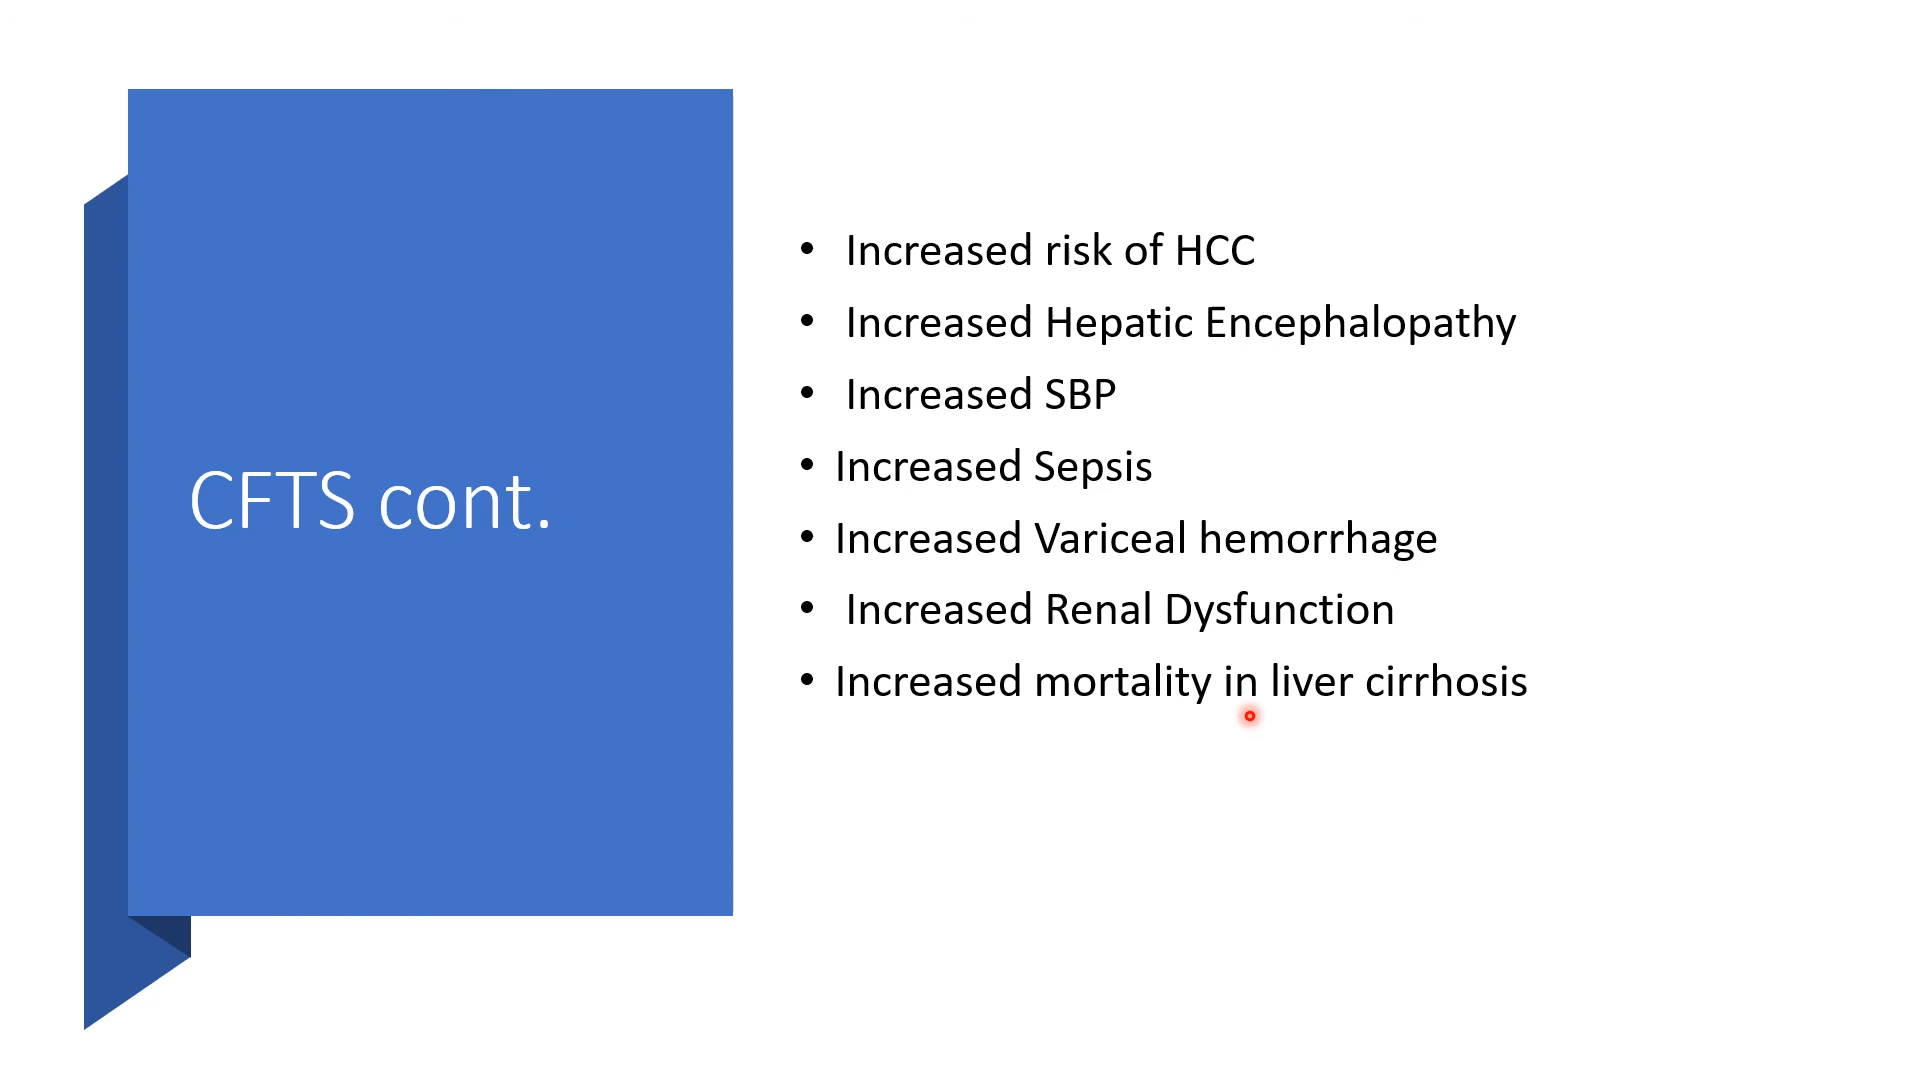 CFTS cont.
• Increased risk of HCC
• Increased Hepatic Encephalopathy
• Increased SBP
• Increased Sepsis
• Increased Variceal hemorrhage
• Increased Renal Dysfunction
• Increased mortality in liver cirrhosis